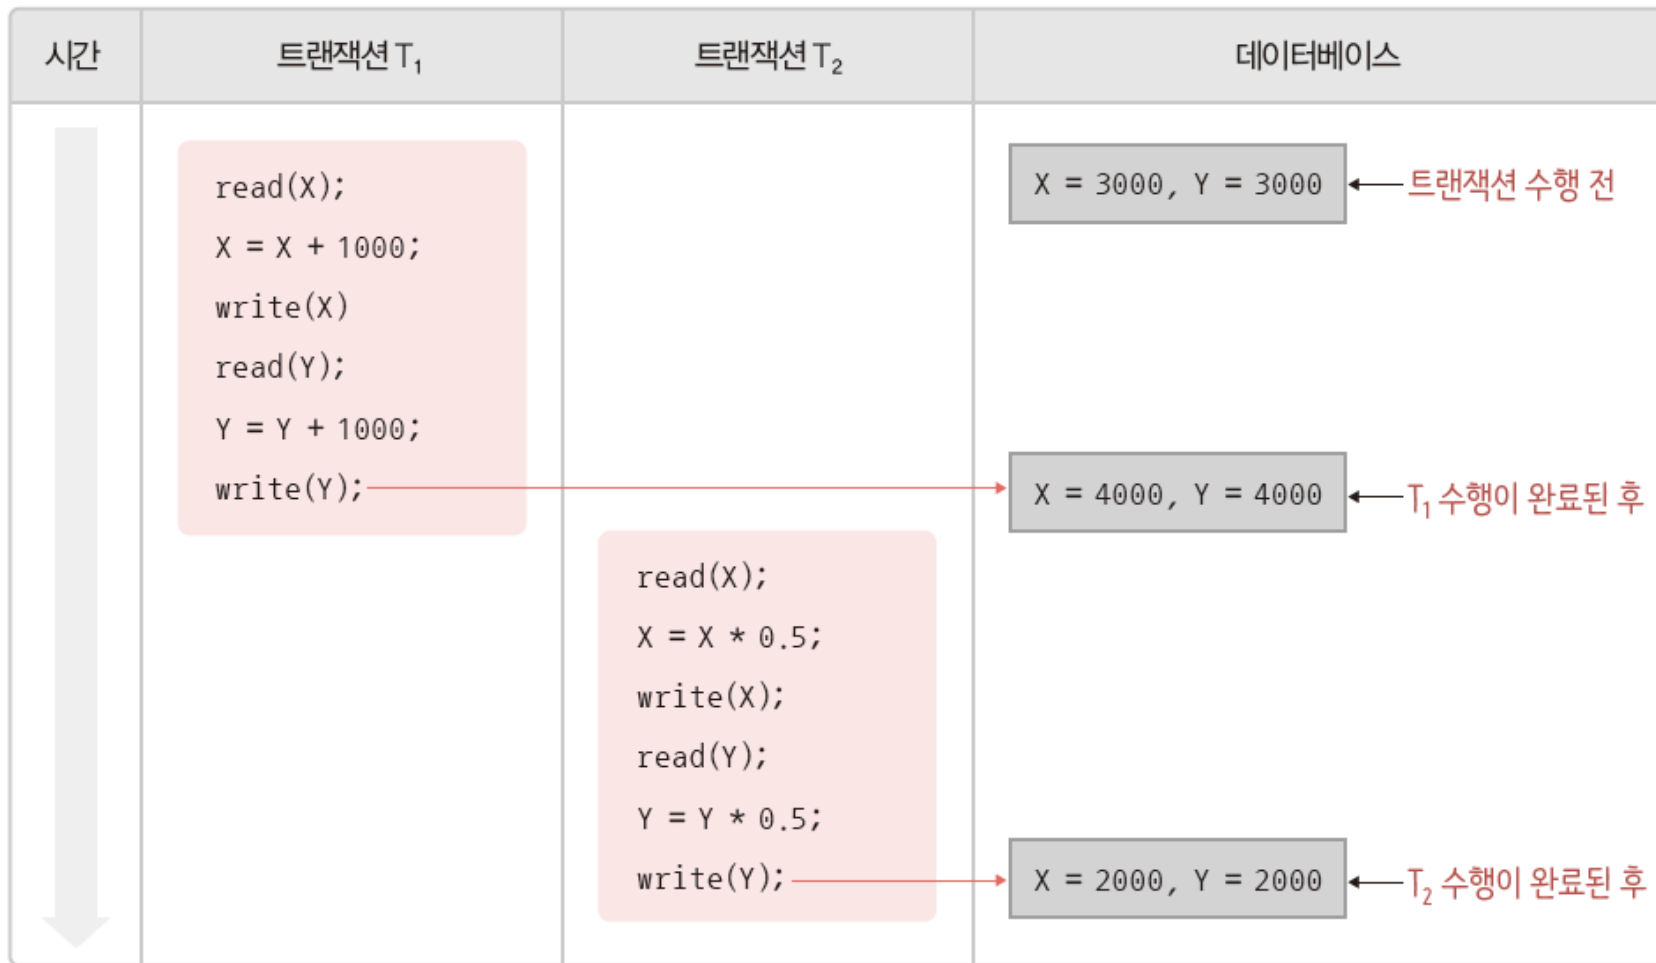 시간 트랜잭션 T₁ 트랜잭션 T₂ 데이터베이스
read(X);
X = X + 1000;
write(X)
read(Y);
Y = Y + 1000;
write(Y);
X = 3000, Y = 3000 트랜잭션 수행 전
X = 4000, Y = 4000 T₁ 수행이 완료된 후
read(X);
X = X * 0.5;
write(X);
read(Y);
Y = Y * 0.5;
write(Y);
X = 2000, Y = 2000 T₂ 수행이 완료된 후